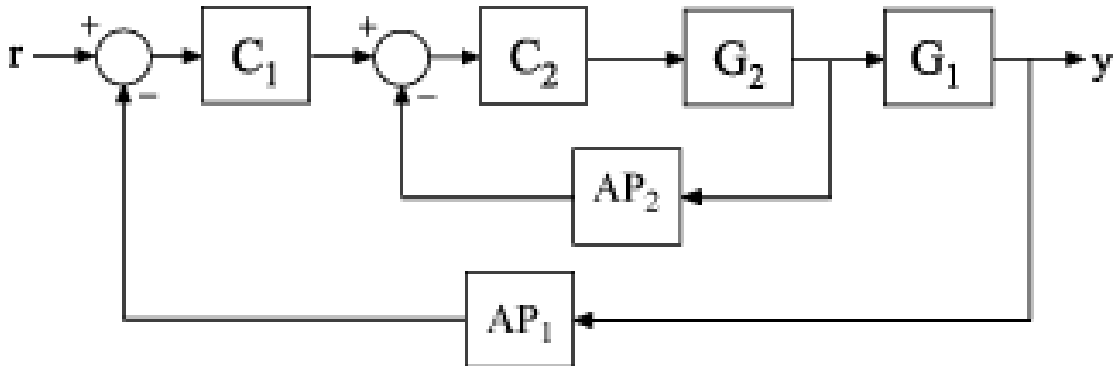 r + − C₁ + − C₂ G₂ G₁ y
AP₂
AP₁